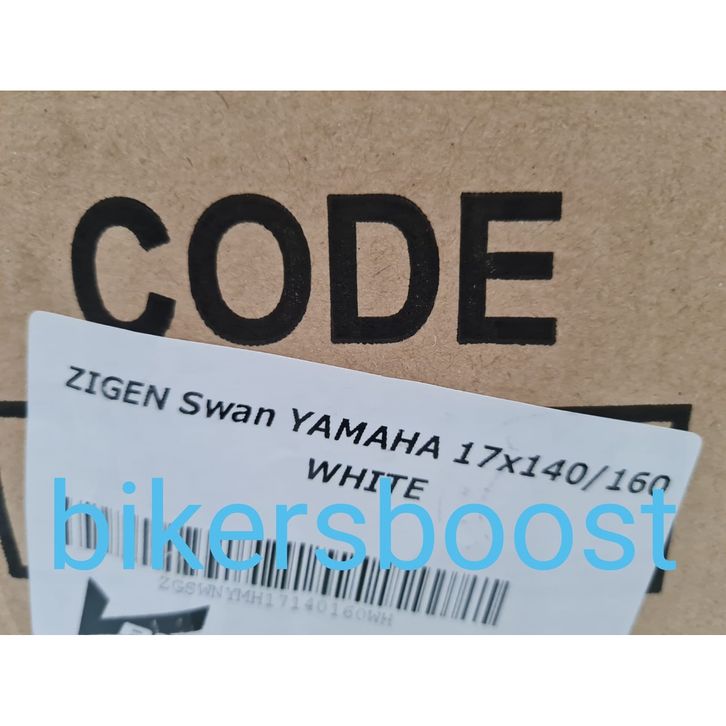 CODE
ZIGEN Swan YAMAHA 17x140/160
WHITE
bikersboost
ZGSWNYMH17140160WH